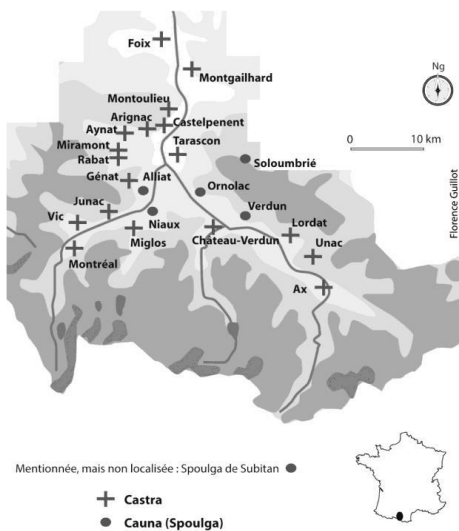 Foix
Ng
Montgailhard
Montoulieu
Arignac
Castelpenent
Aynat
Miramont
Tarascon
0
10 km
Rabat
Soloumbrié
Génat
Alliat
Ornolac
Junac
Verdun
Vic
Niaux
Lordat
Miglos
Château-Verdun
Unac
Montréal
Ax
Florence Guillot
Mentionnée, mais non localisée : Spoulga de Subitan
Castra
Cauna (Spoulga)